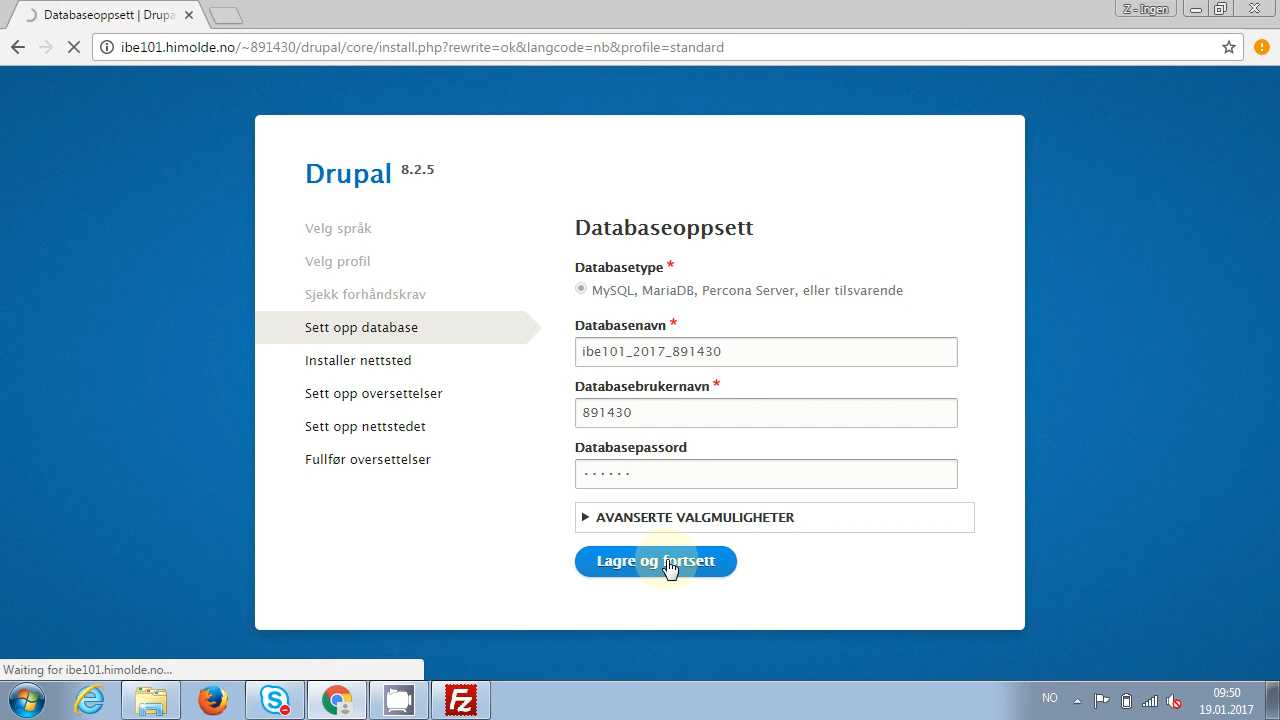 Databaseoppsett | Drupa
Z - Ingen
ibe101.himolde.no/~891430/drupal/core/install.php?rewrite=ok&langcode=nb&profile=standard
Drupal 8.2.5
Velg språk
Velg profil
Sjekk forhåndskrav
Sett opp database
Installer nettsted
Sett opp oversettelser
Sett opp nettstedet
Fullfør oversettelser
Databaseoppsett
Databasetype *
MySQL, MariaDB, Percona Server, eller tilsvarende
Databasenavn *
ibe101_2017_891430
Databasebrukernavn *
891430
Databasepassord
······
AVANSERTE VALGMULIGHETER
Lagre og fortsett
Waiting for ibe101.himolde.no...
NO
09:50
19.01.2017